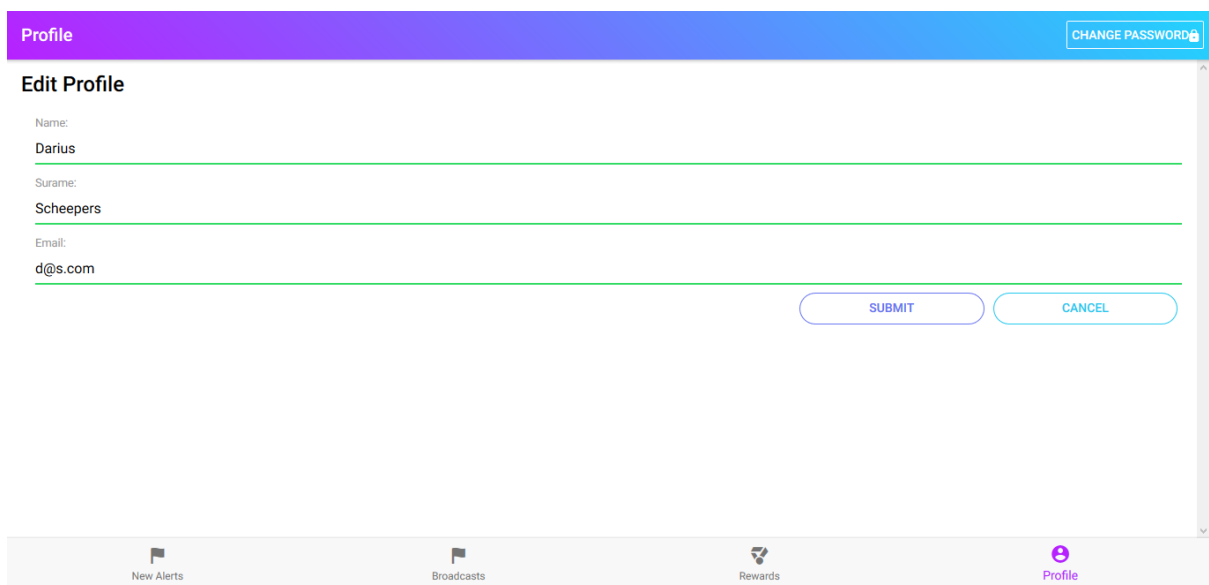 Profile
CHANGE PASSWORD
Edit Profile
Name:
Darius
Surame:
Scheepers
Email:
d@s.com
SUBMIT CANCEL
New Alerts Broadcasts Rewards Profile